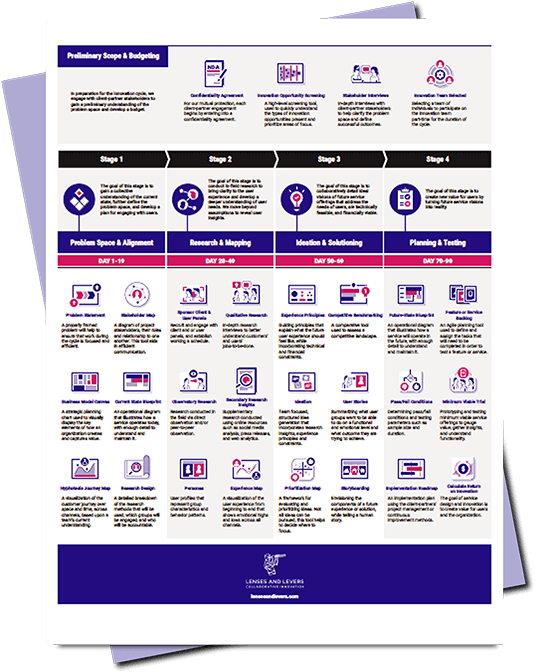 Preliminary Scope & Budgeting
In preparation for the innovation cycle, we
engage with client-partner stakeholders to
gain a preliminary understanding of the
problem space and develop a budget.
NDA
Confidentiality Agreement
For our mutual protection, each
client-partner engagement
begins by entering into a
confidentiality agreement.
Innovation Opportunity Screening
A high-level screening tool,
used to quickly understand
the types of innovation
opportunities present and
prioritize areas of focus.
Stakeholder Interviews
In-depth interviews with
client-partner stakeholders
to help clarify the problem
space and define
successful outcomes.
Innovation Team Selected
Selecting a team of
individuals to participate on
the innovation team
part-time for the duration of
the cycle.
Stage 1
Stage 2
Stage 3
Stage 4
The goal of this stage is to
gain a collective
understanding of the current
state, further define the
problem space, and develop a
plan for engaging with users.
The goal of this stage is to
conduct in-field research to
bring clarity to the user
experience and develop a
deeper understanding of user
needs. We move beyond
assumptions to reveal user
insights.
The goal of this stage is to
collaboratively detail ideal
visions of future service
offerings that address the
needs of users, are technically
feasible, and financially viable.
The goal of this stage is to
create new value for users by
turning future service visions
into reality
Problem Space & Alignment
Research & Mapping
Ideation & Solutioning
Planning & Testing
DAY 1-19
DAY 20-49
DAY 50-69
DAY 70-90
Problem Statement
A properly framed
problem will help to
ensure that work during
the cycle is focused and
efficient.
Stakeholder Map
A diagram of project
stakeholders, their roles
and relationship to one
another. This tool aids
in efficient
communication.
Sponsor Client &
User Panels
Recruit and engage with
client and or user
panels, and establish
working a schedule.
Qualitative Research
In-depth research
interviews to better
understand customers'
and users'
jobs-to-be-done.
Experience Principles
Guiding principles that
explain what the future
user experience should
feel like, while
incorporating technical
and financial
constraints.
Competitive Benchmarking
A comparative tool
used to assess a
competitive landscape.
Future-State Blueprint
An operational diagram
that illustrates how a
service will operate in
the future, with enough
detail to understand
and maintain it.
Feature or Service
Backlog
An Agile planning tool
used to define and
assign the tasks that
will need to be
completed in order to
test a feature or service.
Business Model Canvas
A strategic planning
chart used to visually
display the key
elements of how an
organization creates
and captures value.
Current State Blueprint
An operational diagram
that illustrates how a
service operates today,
with enough detail to
understand and
maintain it.
Observatory Research
Research conducted in
the field via direct
observation and/or
peer-to-peer
observation.
Secondary Research
Insights
Supplementary
research conducted
using online resources
such as social media
analysis, press releases,
and web analytics.
Ideation
Team focused,
structured idea
generation that
incorporates research
insights, experience
principles and
constraints.
User Stories
Summarizing what user
groups want to be able
to do on a functional
and emotional level and
what outcome they are
trying to achieve.
Pass/Fail Conditions
Determining pass/fail
conditions and testing
parameters such as
sample size and
duration.
Minimum Viable Trial
Prototyping and testing
minimum viable service
offerings to gauge
value, gather insights,
and understand
functionality.
Hypothesis Journey Map
A visualization of the
customer journey over
space and time, across
channels, based upon a
team's current
understanding.
Research Design
A detailed breakdown
of the research
methods that will be
used, which groups will
be engaged, and who
will be accountable.
Personas
User profiles that
represent group
characteristics and
behavior patterns.
Experience Map
A visualization of the
user experience from
beginning to end that
shows emotional highs
and lows across all
channels.
Prioritization Map
A framework for
evaluating and
prioritizing ideas. Not
all ideas can be
pursued, this tool helps
to decide where to
focus.
Storyboarding
Envisioning the
components of a future
experience or solution,
while telling a human
story.
Implementation Roadmap
An implementation plan
using the client-partners'
project management or
continuous
improvement methods.
Calculate Return
on Innovation
The goal of service
design and innovation is
to create value for users
and the organization.
LENSES AND LEVERS
COLLABORATIVE INNOVATION
lensesandlevers.com